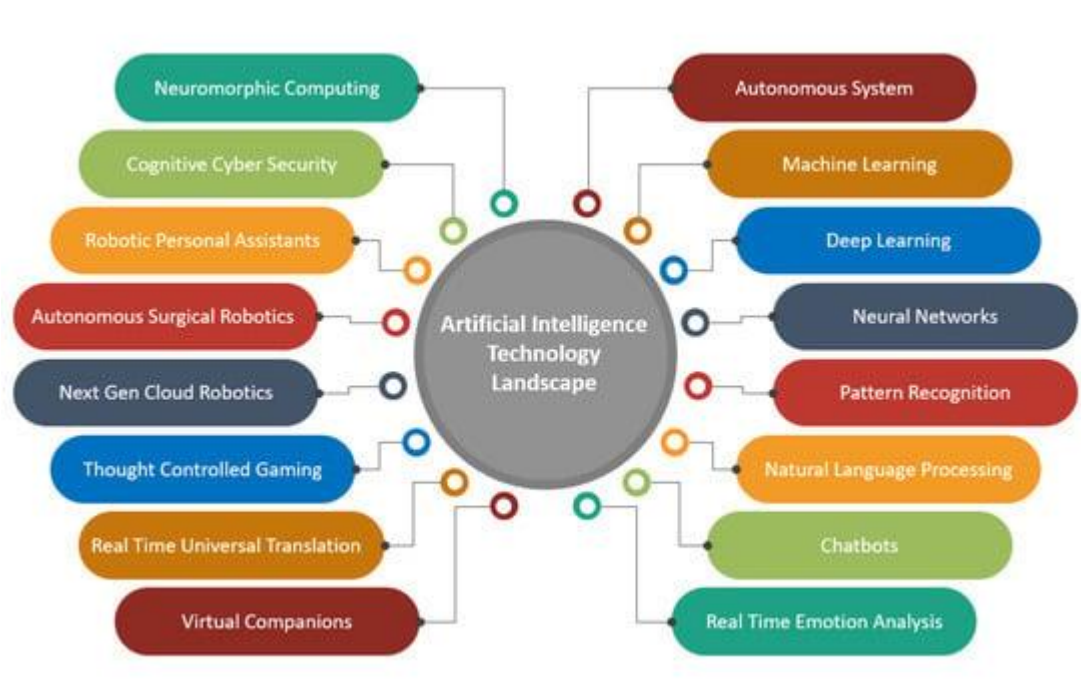 Neuromorphic Computing
Cognitive Cyber Security
Robotic Personal Assistants
Autonomous Surgical Robotics
Next Gen Cloud Robotics
Thought Controlled Gaming
Real Time Universal Translation
Virtual Companions
Artificial Intelligence
Technology
Landscape
Autonomous System
Machine Learning
Deep Learning
Neural Networks
Pattern Recognition
Natural Language Processing
Chatbots
Real Time Emotion Analysis